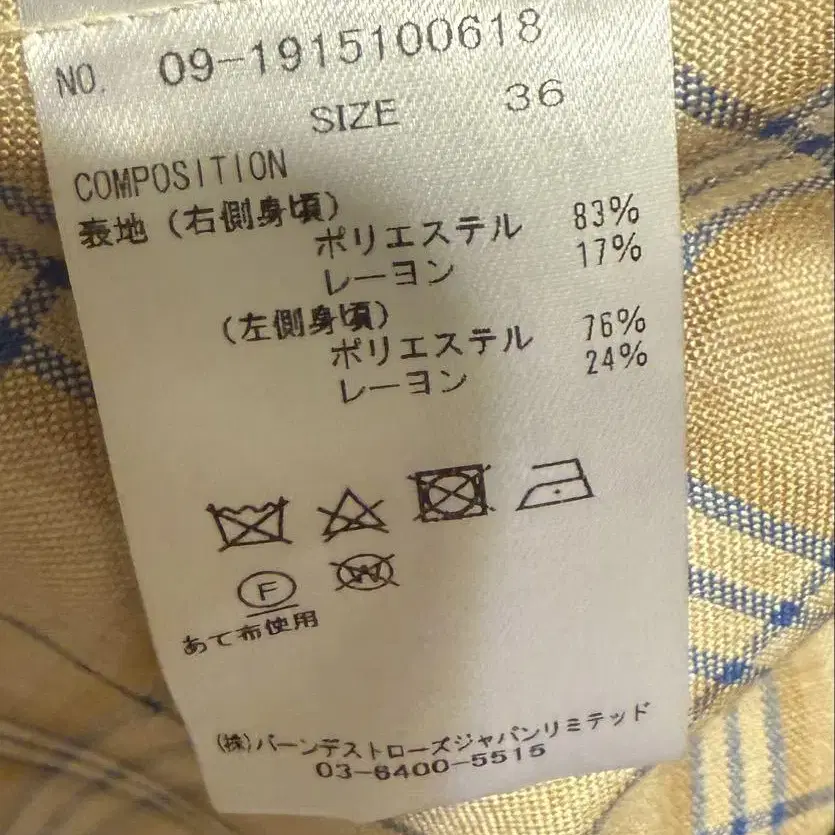 NO. 09-1915100618
SIZE 36
COMPOSITION
表地(右側身頃)
ポリエステル 83%
レーヨン 17%
(左側身頃)
ポリエステル 76%
レーヨン 24%
F W
あて布使用
(株)バーンデストローズジャパンリミテッド
03-6400-5515